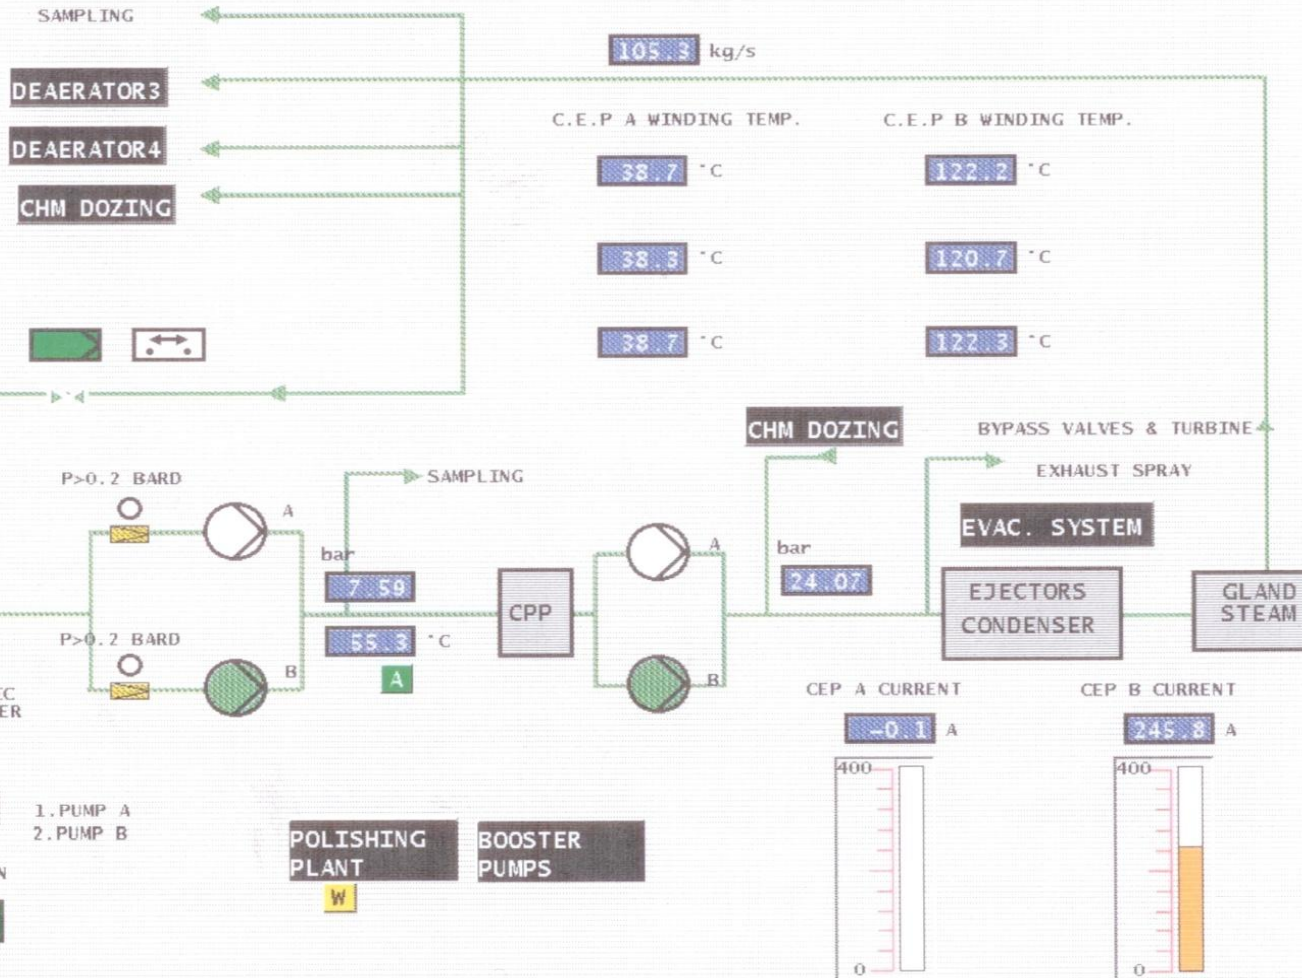 SAMPLING
105.3 kg/s
DEAERATOR3
C.E.P A WINDING TEMP.
C.E.P B WINDING TEMP.
DEAERATOR4
38.7 °C
122.2 °C
CHM DOZING
38.3 °C
120.7 °C
38.7 °C
122.3 °C
CHM DOZING
BYPASS VALVES & TURBINE
EXHAUST SPRAY
P>0.2 BARD
SAMPLING
A
EVAC. SYSTEM
bar
7.59
A
bar
24.07
CPP
EJECTORS
CONDENSER
GLAND
STEAM
P>0.2 BARD
55.3 °C
B
A
B
IC
ER
CEP A CURRENT
CEP B CURRENT
-0.1 A
245.8 A
400
400
1.PUMP A
2.PUMP B
POLISHING
PLANT
BOOSTER
PUMPS
N
W
0
0